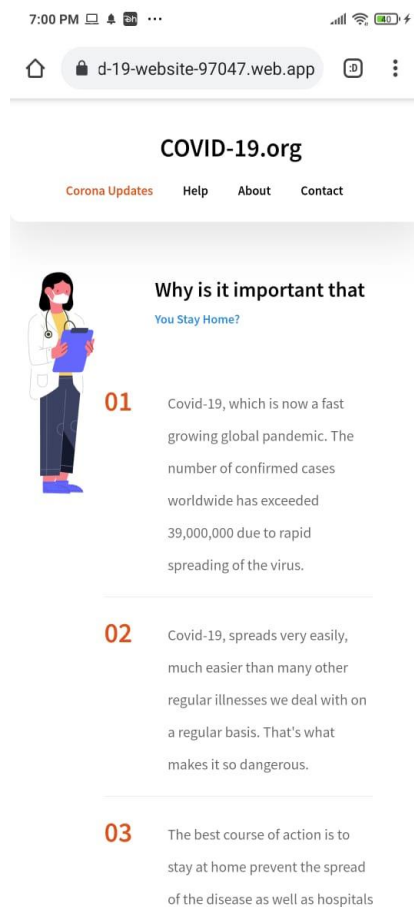 7:00 PM
40
d-19-website-97047.web.app
:D
COVID-19.org
Corona Updates Help About Contact
Why is it important that
You Stay Home?
01
Covid-19, which is now a fast
growing global pandemic. The
number of confirmed cases
worldwide has exceeded
39,000,000 due to rapid
spreading of the virus.
02
Covid-19, spreads very easily,
much easier than many other
regular illnesses we deal with on
a regular basis. That's what
makes it so dangerous.
03
The best course of action is to
stay at home prevent the spread
of the disease as well as hospitals